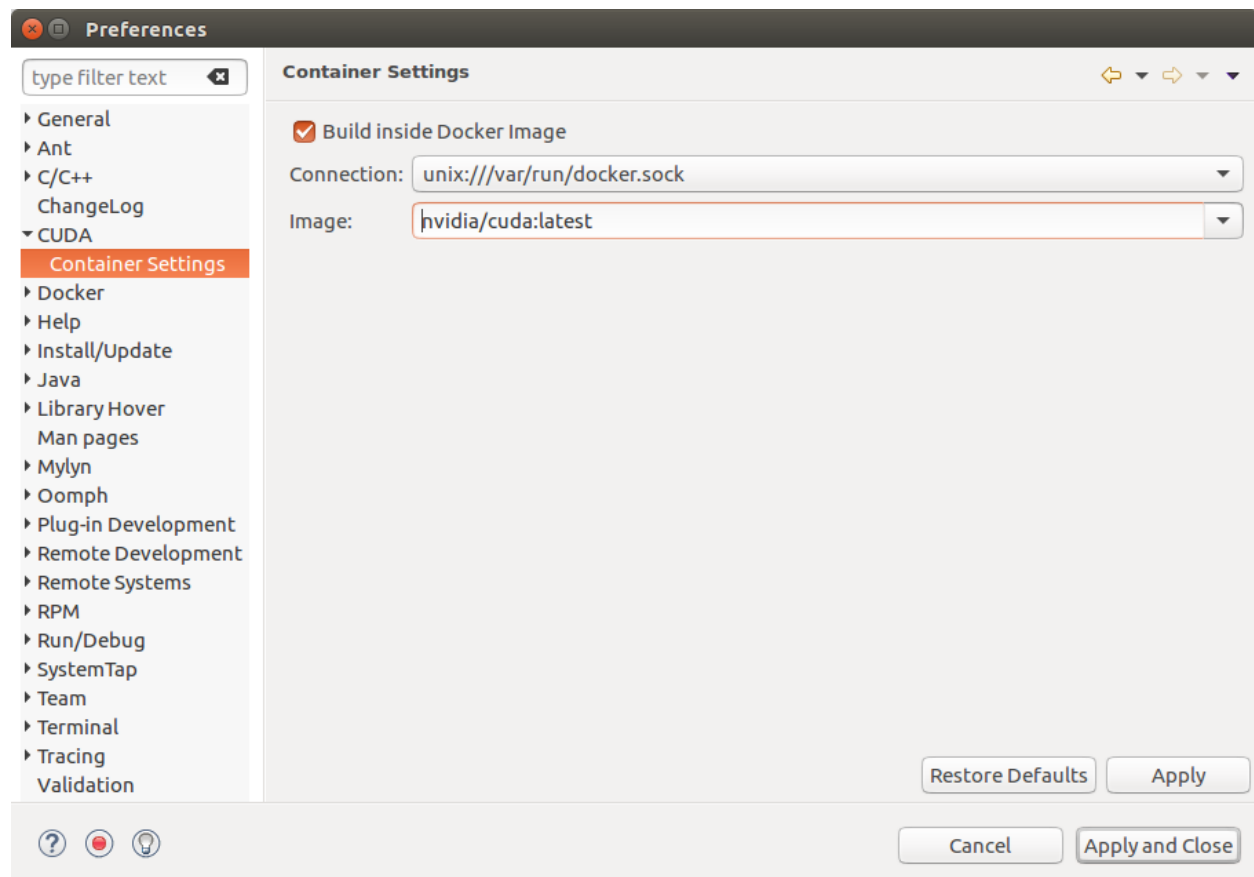 Preferences
type filter text
General
Ant
C/C++
ChangeLog
CUDA
Container Settings
Docker
Help
Install/Update
Java
Library Hover
Man pages
Mylyn
Oomph
Plug-in Development
Remote Development
Remote Systems
RPM
Run/Debug
SystemTap
Team
Terminal
Tracing
Validation
Container Settings
Build inside Docker Image
Connection: unix:///var/run/docker.sock
Image: nvidia/cuda:latest
Restore Defaults Apply
Cancel Apply and Close